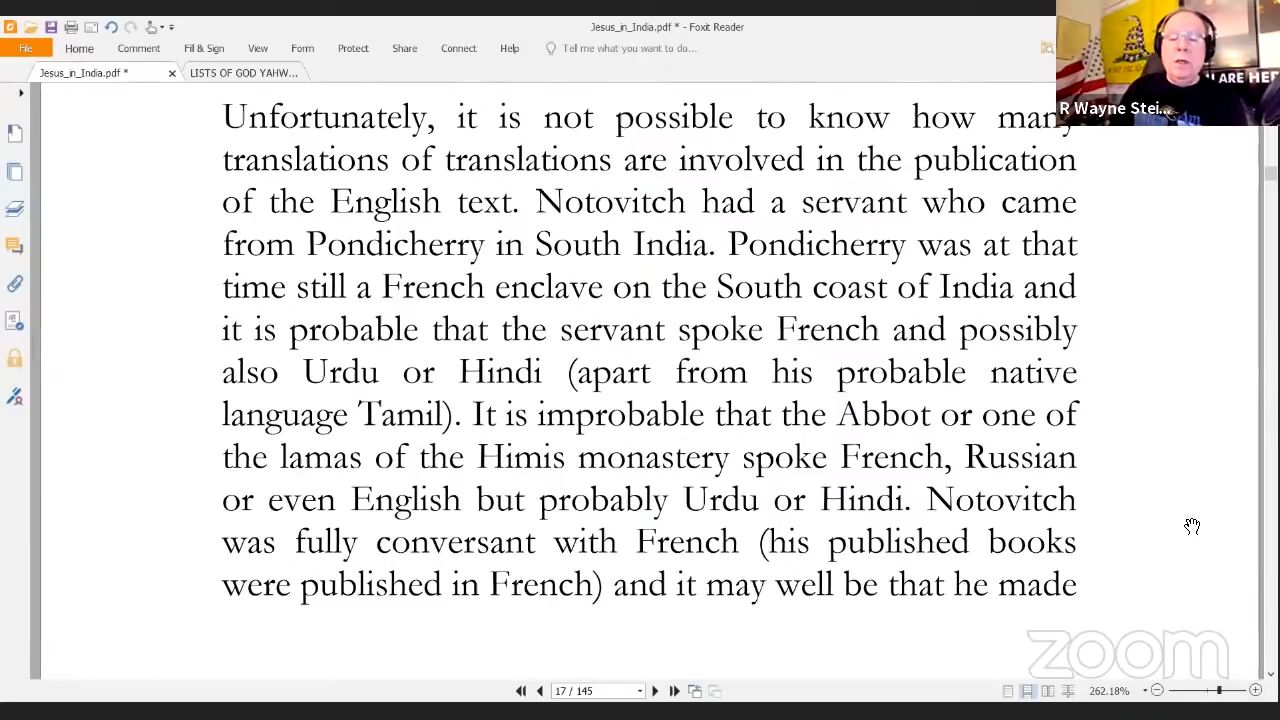 Jesus_in_India.pdf * - Foxit Reader
File Home Comment Fill & Sign View Form Protect Share Connect Help Tell me what you want to do...
Jesus_in_India.pdf * LISTS OF GOD YAHW...
Unfortunately, it is not possible to know how many
translations of translations are involved in the publication
of the English text. Notovitch had a servant who came
from Pondicherry in South India. Pondicherry was at that
time still a French enclave on the South coast of India and
it is probable that the servant spoke French and possibly
also Urdu or Hindi (apart from his probable native
language Tamil). It is improbable that the Abbot or one of
the lamas of the Himis monastery spoke French, Russian
or even English but probably Urdu or Hindi. Notovitch
was fully conversant with French (his published books
were published in French) and it may well be that he made
ARE HE
R Wayne Stei...
zoom
17 / 145
262.18%